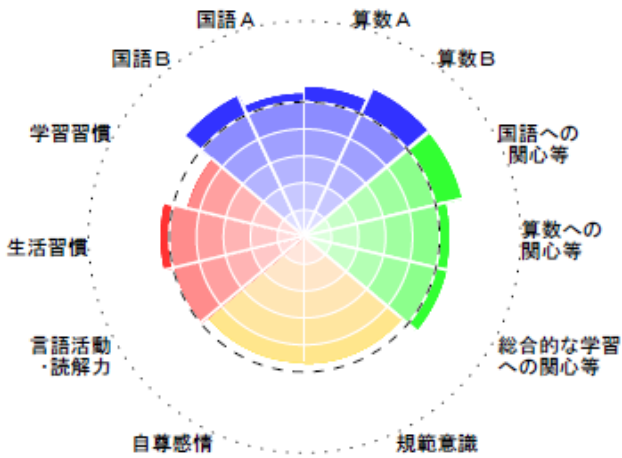 国語A
算数A
国語B
算数B
学習習慣
国語への
関心等
生活習慣
算数への
関心等
言語活動
・読解力
総合的な学習
への関心等
自尊感情
規範意識